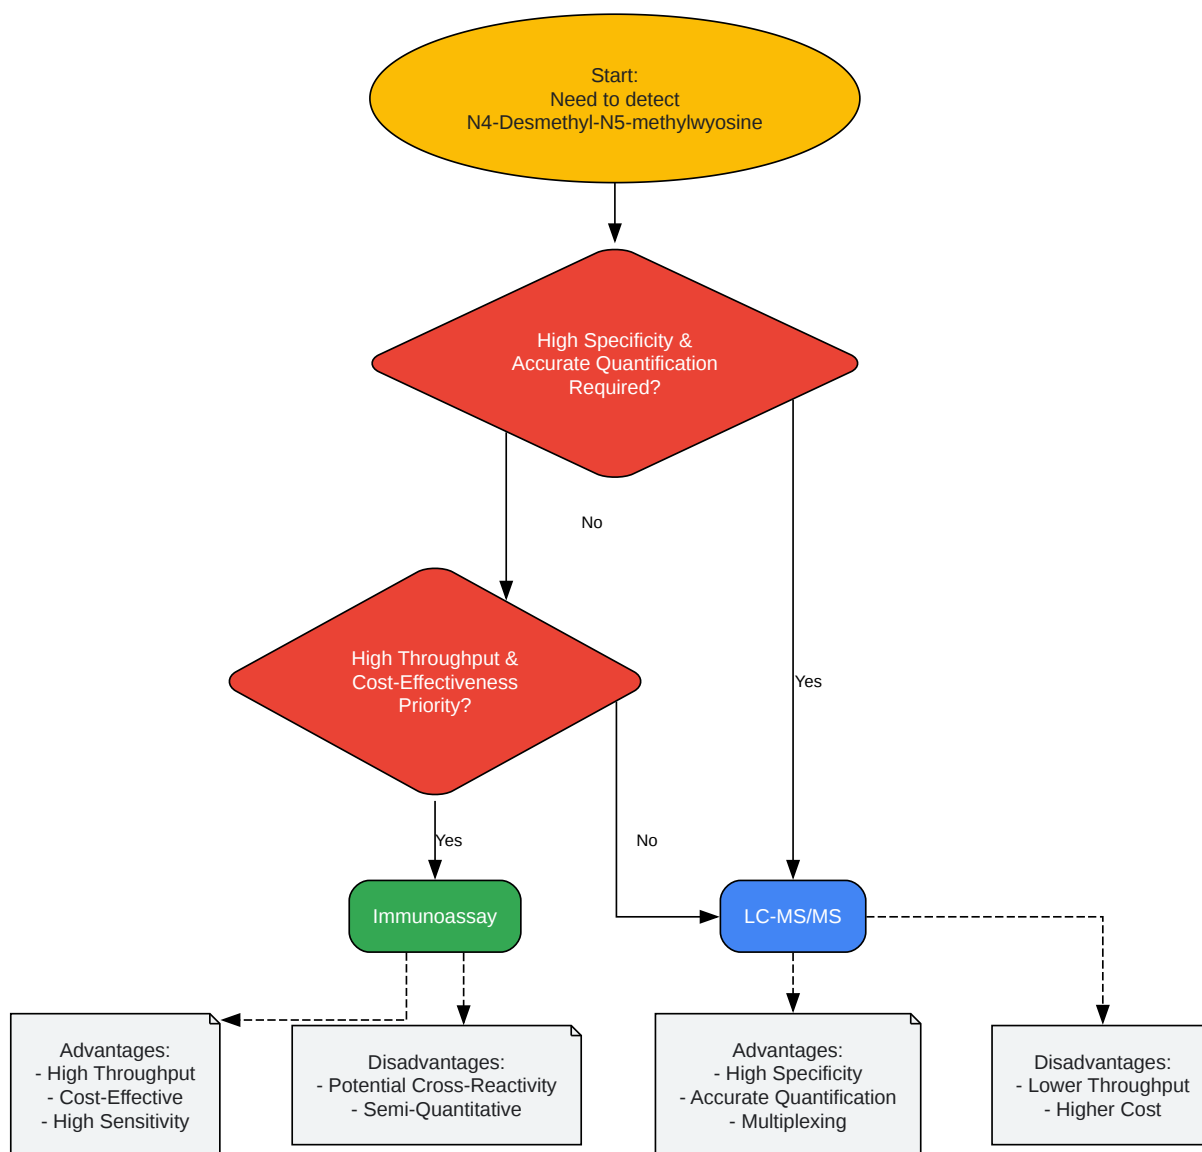 Start:
Need to detect
N4-Desmethyl-N5-methylwyosine
High Specificity &
Accurate Quantification
Required?
No
High Throughput &
Cost-Effectiveness
Priority?
Yes
Yes
No
Immunoassay
LC-MS/MS
Advantages:
- High Throughput
- Cost-Effective
- High Sensitivity
Disadvantages:
- Potential Cross-Reactivity
- Semi-Quantitative
Advantages:
- High Specificity
- Accurate Quantification
- Multiplexing
Disadvantages:
- Lower Throughput
- Higher Cost